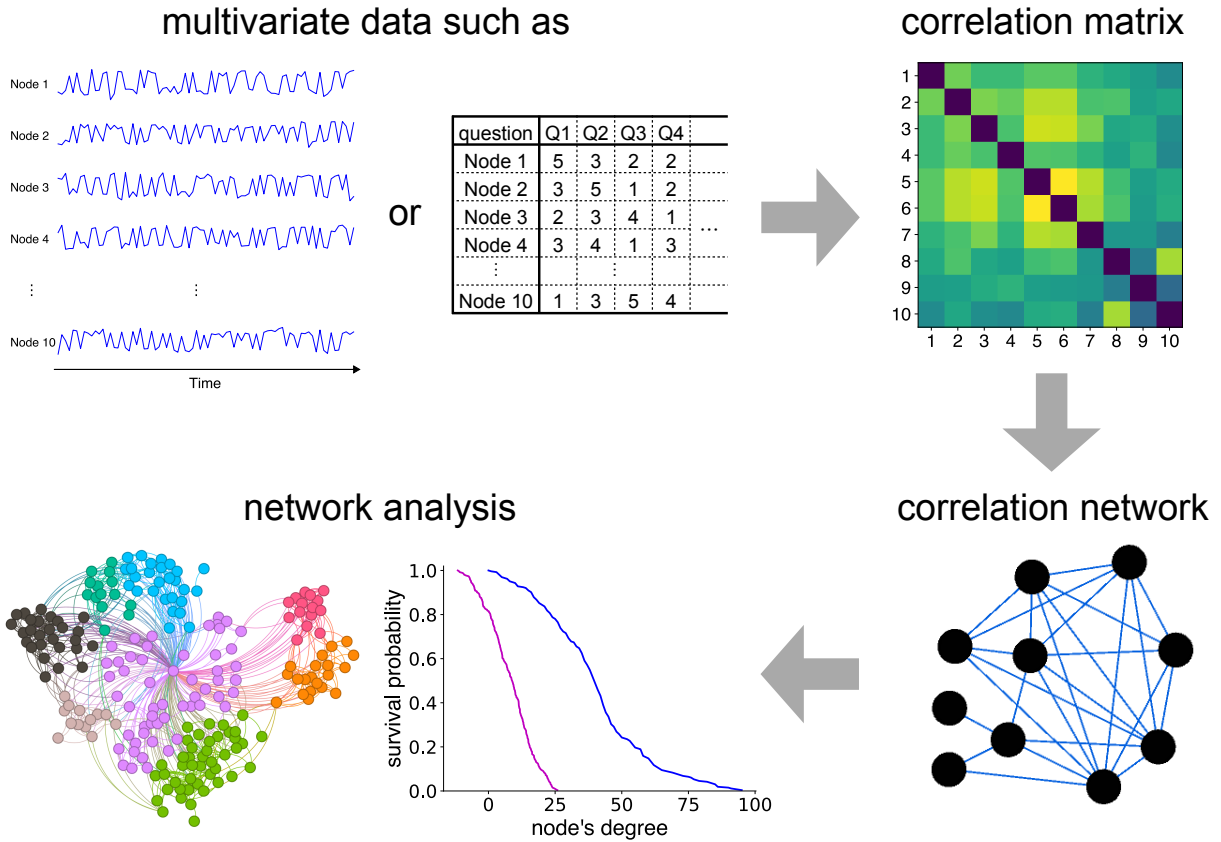 multivariate data such as
Node 1
Node 2
Node 3
Node 4
⋮ ⋮
Node 10
Time
or
question Q1 Q2 Q3 Q4
Node 1 5 3 2 2
Node 2 3 5 1 2
Node 3 2 3 4 1
Node 4 3 4 1 3
...
⋮ ⋮
Node 10 1 3 5 4
correlation matrix
1
2
3
4
5
6
7
8
9
10
1 2 3 4 5 6 7 8 9 10
network analysis
survival probability
1.0
0.8
0.6
0.4
0.2
0.0
0 25 50 75 100
node's degree
correlation network